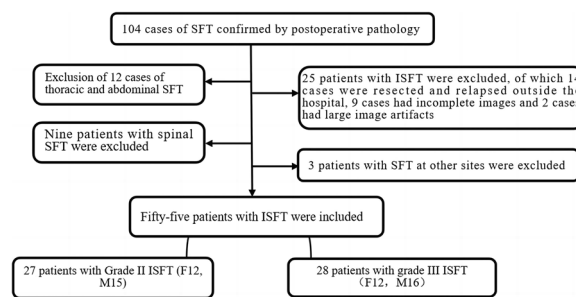 104 cases of SFT confirmed by postoperative pathology
Exclusion of 12 cases of
thoracic and abdominal SFT
25 patients with ISFT were excluded, of which 14
cases were resected and relapsed outside the
hospital, 9 cases had incomplete images and 2 cases
had large image artifacts
Nine patients with spinal
SFT were excluded
3 patients with SFT at other sites were excluded
Fifty-five patients with ISFT were included
27 patients with Grade II ISFT (F12,
M15)
28 patients with grade III ISFT
（F12，M16）